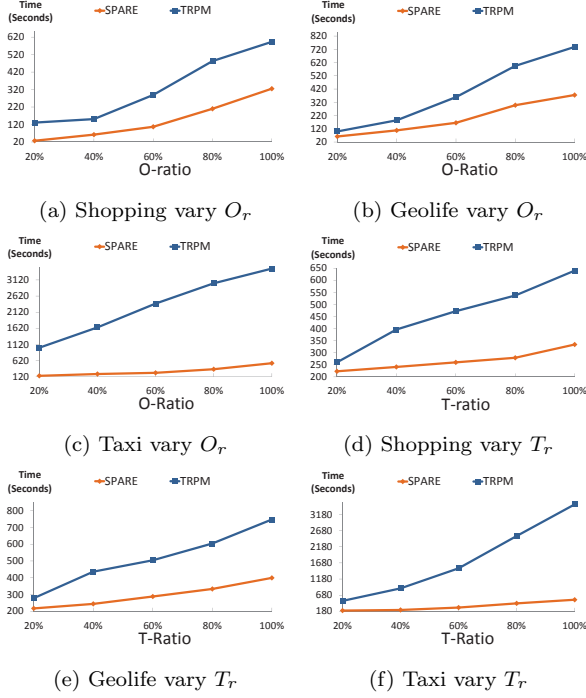 Time
(Seconds)
SPARE
TRPM
620
520
420
320
220
120
20
20% 40% 60% 80% 100%
O-ratio
(a) Shopping vary O_r
Time
(Seconds)
SPARE
TRPM
820
720
620
520
420
320
220
120
20
20% 40% 60% 80% 100%
O-Ratio
(b) Geolife vary O_r
Time
(Seconds)
SPARE
TRPM
3120
2620
2120
1620
1120
620
120
20% 40% 60% 80% 100%
O-Ratio
(c) Taxi vary O_r
Time
(Seconds)
SPARE
TRPM
650
600
550
500
450
400
350
300
250
200
20% 40% 60% 80% 100%
T-ratio
(d) Shopping vary T_r
Time
(Seconds)
SPARE
TRPM
800
700
600
500
400
300
200
20% 40% 60% 80% 100%
T-Ratio
(e) Geolife vary T_r
Time
(Seconds)
SPARE
TRPM
3180
2680
2180
1680
1180
680
180
20% 40% 60% 80% 100%
T-Ratio
(f) Taxi vary T_r